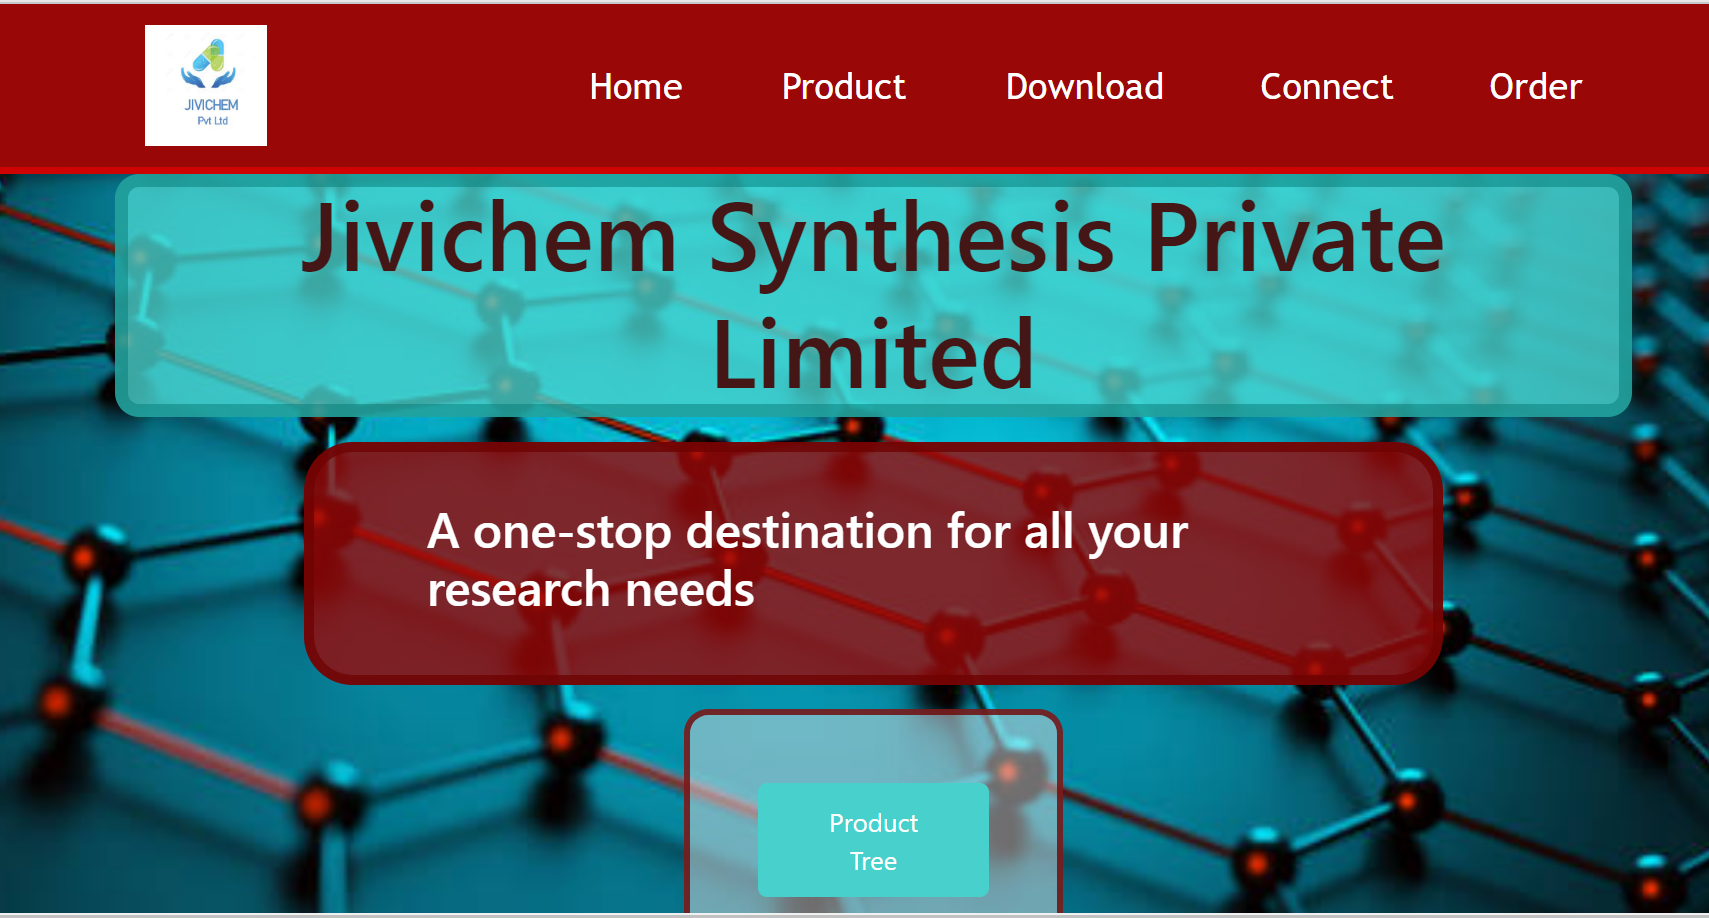 JIVICHEM
Pvt Ltd
Home Product Download Connect Order
Jivichem Synthesis Private
Limited
A one-stop destination for all your
research needs
Product
Tree